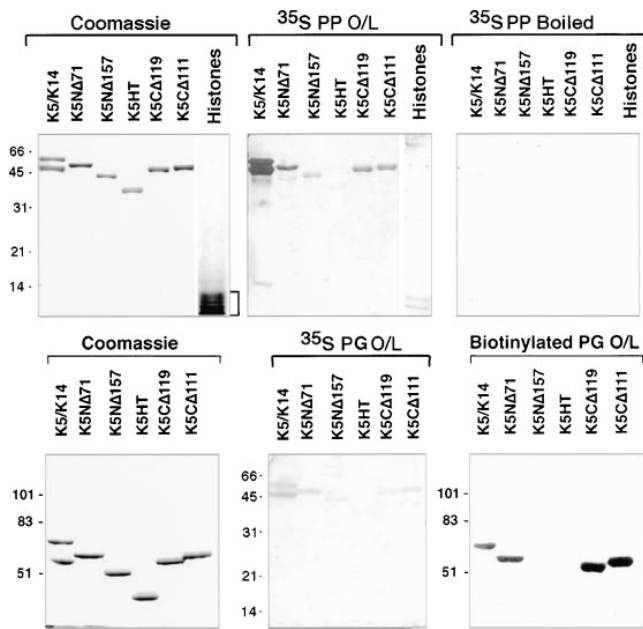 Coomassie
K5/K14
K5NΔ71
K5NΔ157
K5HT
K5CΔ119
K5CΔ111
Histones
66 -
45 -
31 -
21 -
14 -
35S PP O/L
K5/K14
K5NΔ71
K5NΔ157
K5HT
K5CΔ119
K5CΔ111
Histones
35S PP Boiled
K5/K14
K5NΔ71
K5NΔ157
K5HT
K5CΔ119
K5CΔ111
Histones
Coomassie
K5/K14
K5NΔ71
K5NΔ157
K5HT
K5CΔ119
K5CΔ111
101 -
83 -
51 -
35S PG O/L
K5/K14
K5NΔ71
K5NΔ157
K5HT
K5CΔ119
K5CΔ111
66 -
45 -
31 -
21 -
14 -
Biotinylated PG O/L
K5/K14
K5NΔ71
K5NΔ157
K5HT
K5CΔ119
K5CΔ111
101 -
83 -
51 -